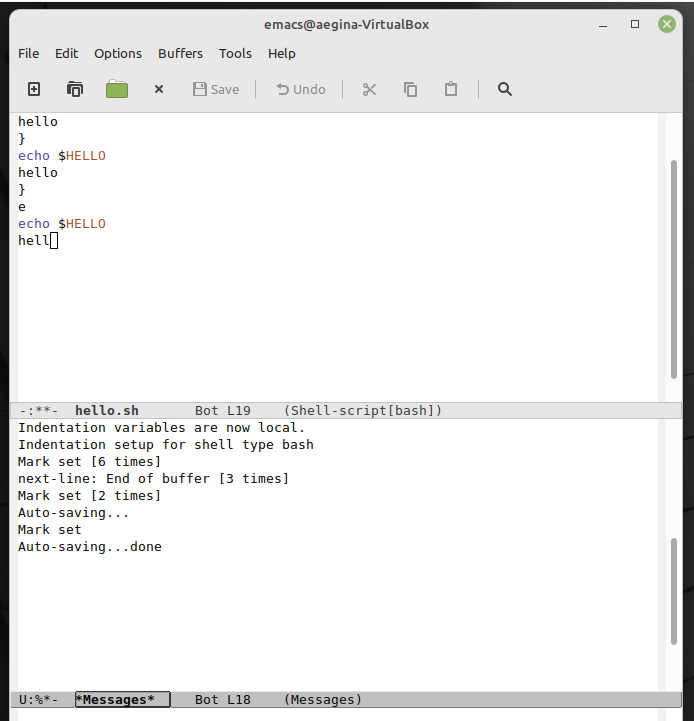 emacs@aegina-VirtualBox
File Edit Options Buffers Tools Help
Save Undo
hello
}
echo $HELLO
hello
}
e
echo $HELLO
hell
-:**-  hello.sh       Bot L19    (Shell-script[bash])
Indentation variables are now local.
Indentation setup for shell type bash
Mark set [6 times]
next-line: End of buffer [3 times]
Mark set [2 times]
Auto-saving...
Mark set
Auto-saving...done
U:%*-  *Messages*     Bot L18    (Messages)